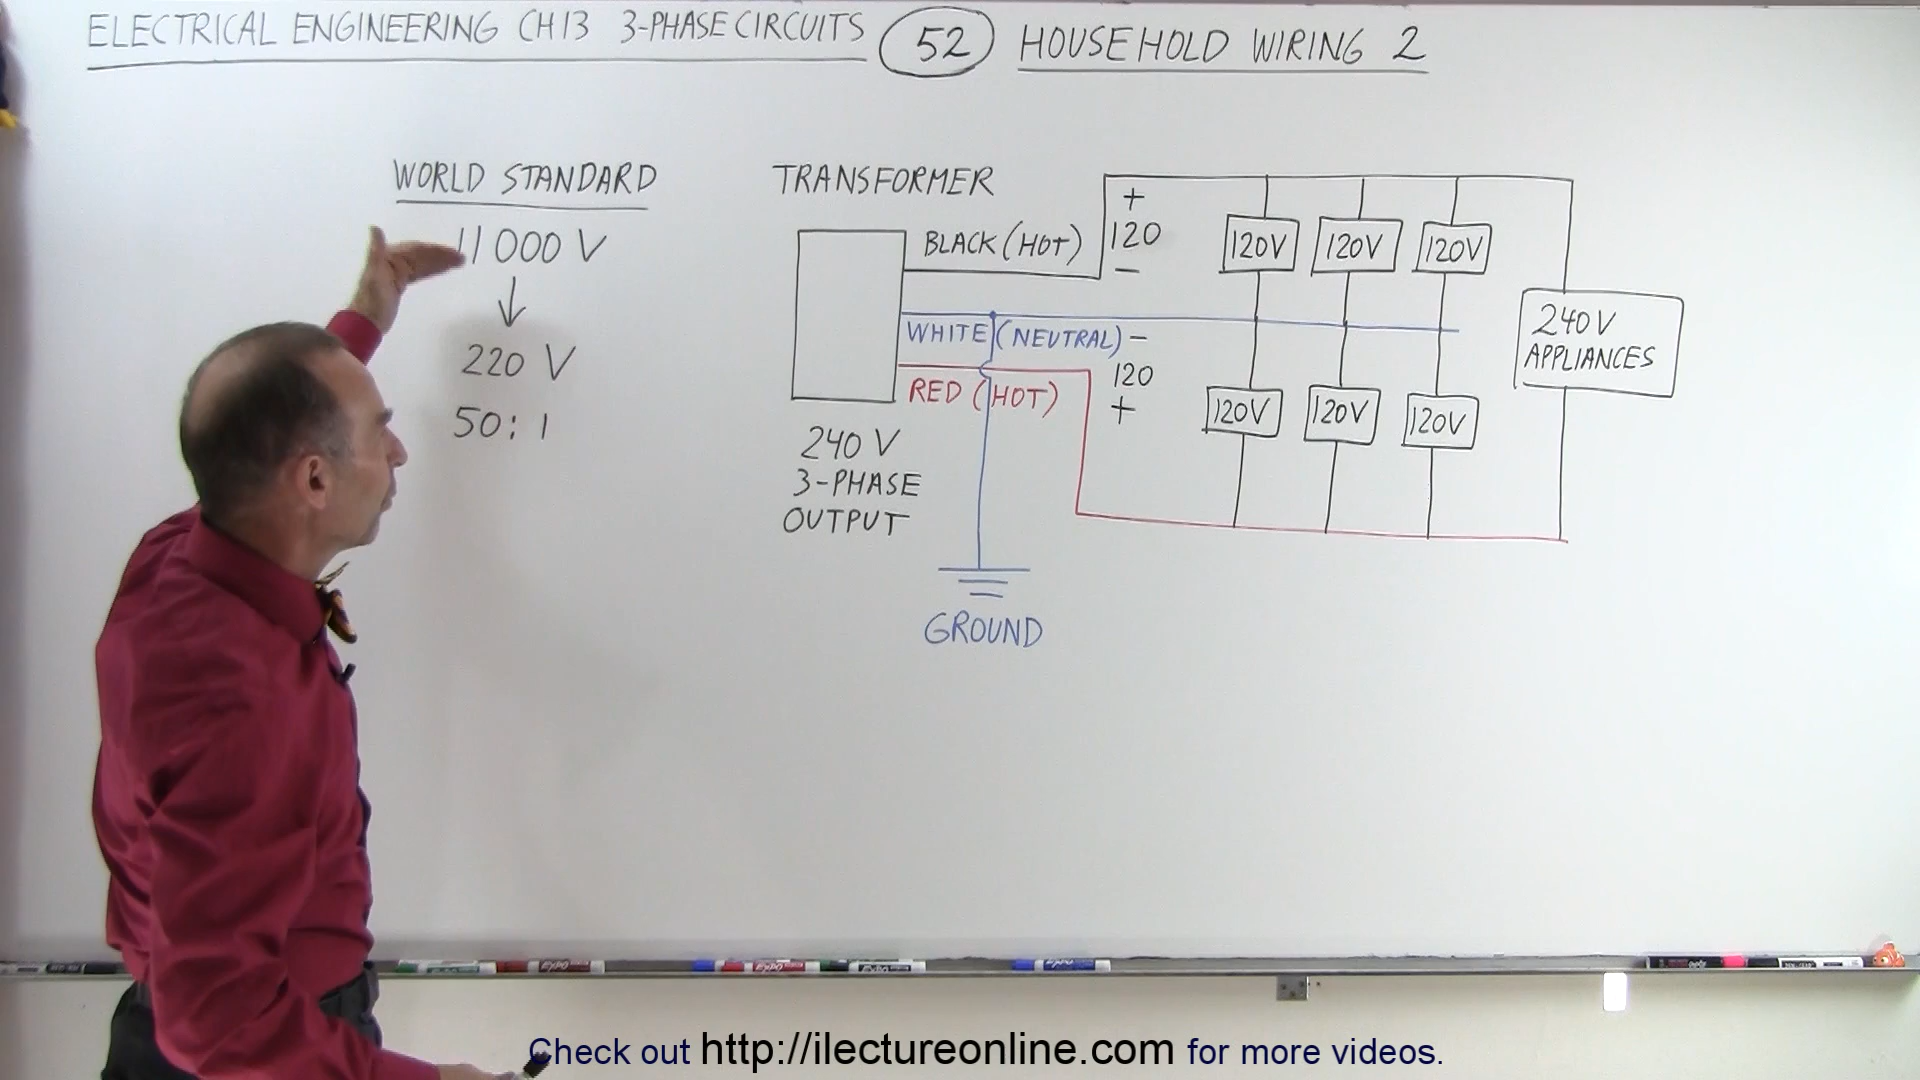 ELECTRICAL ENGINEERING CH 13 3-PHASE CIRCUITS 52 HOUSEHOLD WIRING 2
WORLD STANDARD
11000 V
↓
220 V
50:1
TRANSFORMER
BLACK (HOT)
+
120
−
WHITE (NEUTRAL) −
120
+
RED (HOT)
240 V
3-PHASE
OUTPUT
GROUND
120V 120V 120V
120V 120V 120V
240V
APPLIANCES
Check out http://ilectureonline.com for more videos.